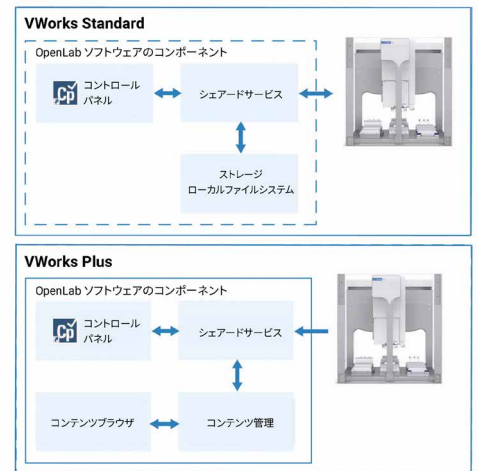 VWorks Standard
OpenLab ソフトウェアのコンポーネント
Cp
コントロール
パネル
シェアードサービス
ストレージ
ローカルファイルシステム
VWorks Plus
OpenLab ソフトウェアのコンポーネント
Cp
コントロール
パネル
シェアードサービス
コンテンツブラウザ
コンテンツ管理